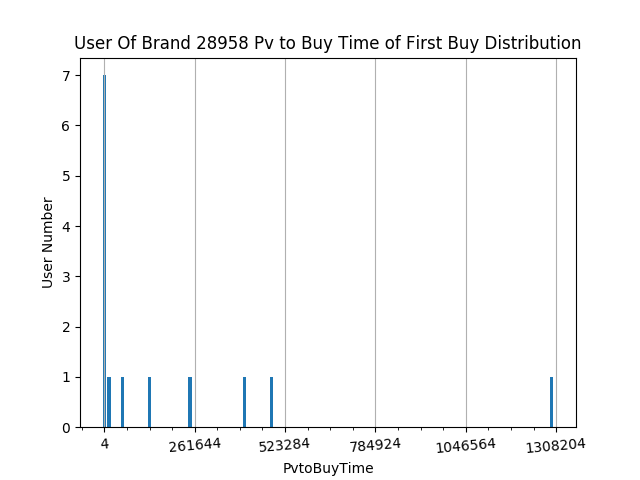 User Of Brand 28958 Pv to Buy Time of First Buy Distribution
7
6
5
4
3
2
1
0
User Number
4 261644 523284 784924 1046564 1308204
PvtoBuyTime